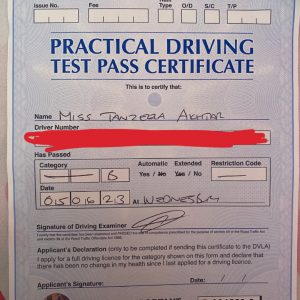 Issue No. Fee Type O/D S/C T/P
PRACTICAL DRIVING
TEST PASS CERTIFICATE
This is to certify that:
Name MISS TANZEELA AKHTAR
Driver Number
Has Passed
Category Automatic Extended Restriction Code
B Yes / No Yes / No
Date
05 06 23 At WEDNESBURY
Signature of Driving Examiner
Applicant's Declaration (only to be completed if sending this certificate to the DVLA)
I apply for a full driving licence for the category shown on this form and declare that
there has been no change in my health since I last applied for a driving licence.
Applicant's Signature: Date: / /